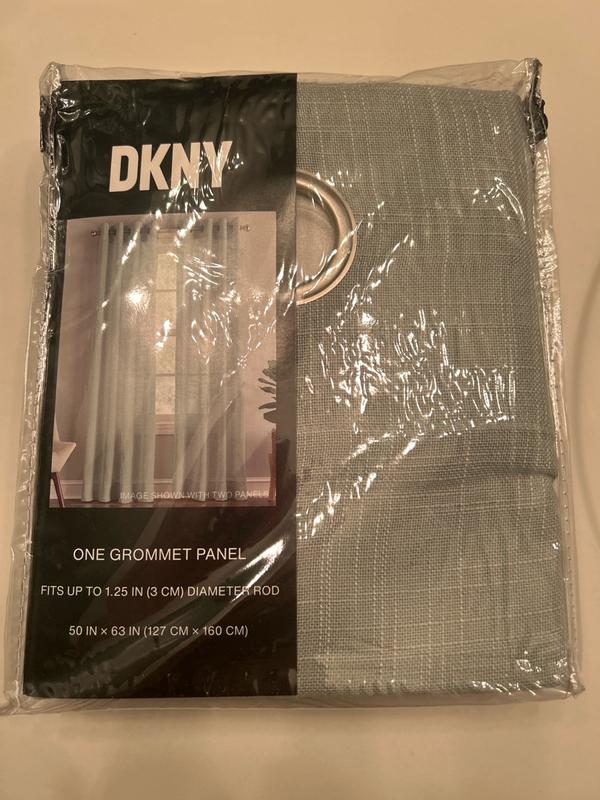 DKNY
IMAGE SHOWN WITH TWO PANELS
ONE GROMMET PANEL
FITS UP TO 1.25 IN (3 CM) DIAMETER ROD
50 IN × 63 IN (127 CM × 160 CM)